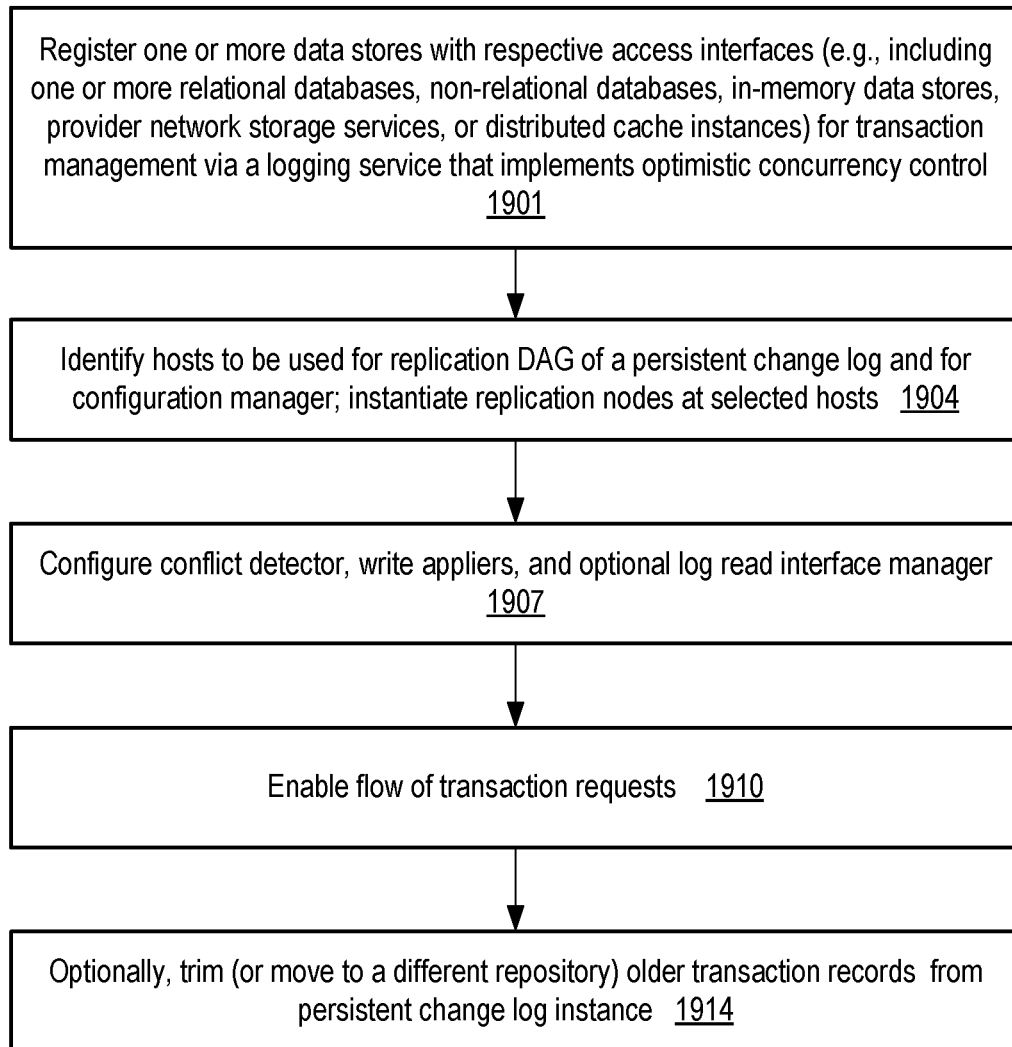 Register one or more data stores with respective access interfaces (e.g., including
one or more relational databases, non-relational databases, in-memory data stores,
provider network storage services, or distributed cache instances) for transaction
management via a logging service that implements optimistic concurrency control
1901
Identify hosts to be used for replication DAG of a persistent change log and for
configuration manager; instantiate replication nodes at selected hosts 1904
Configure conflict detector, write appliers, and optional log read interface manager
1907
Enable flow of transaction requests 1910
Optionally, trim (or move to a different repository) older transaction records from
persistent change log instance 1914